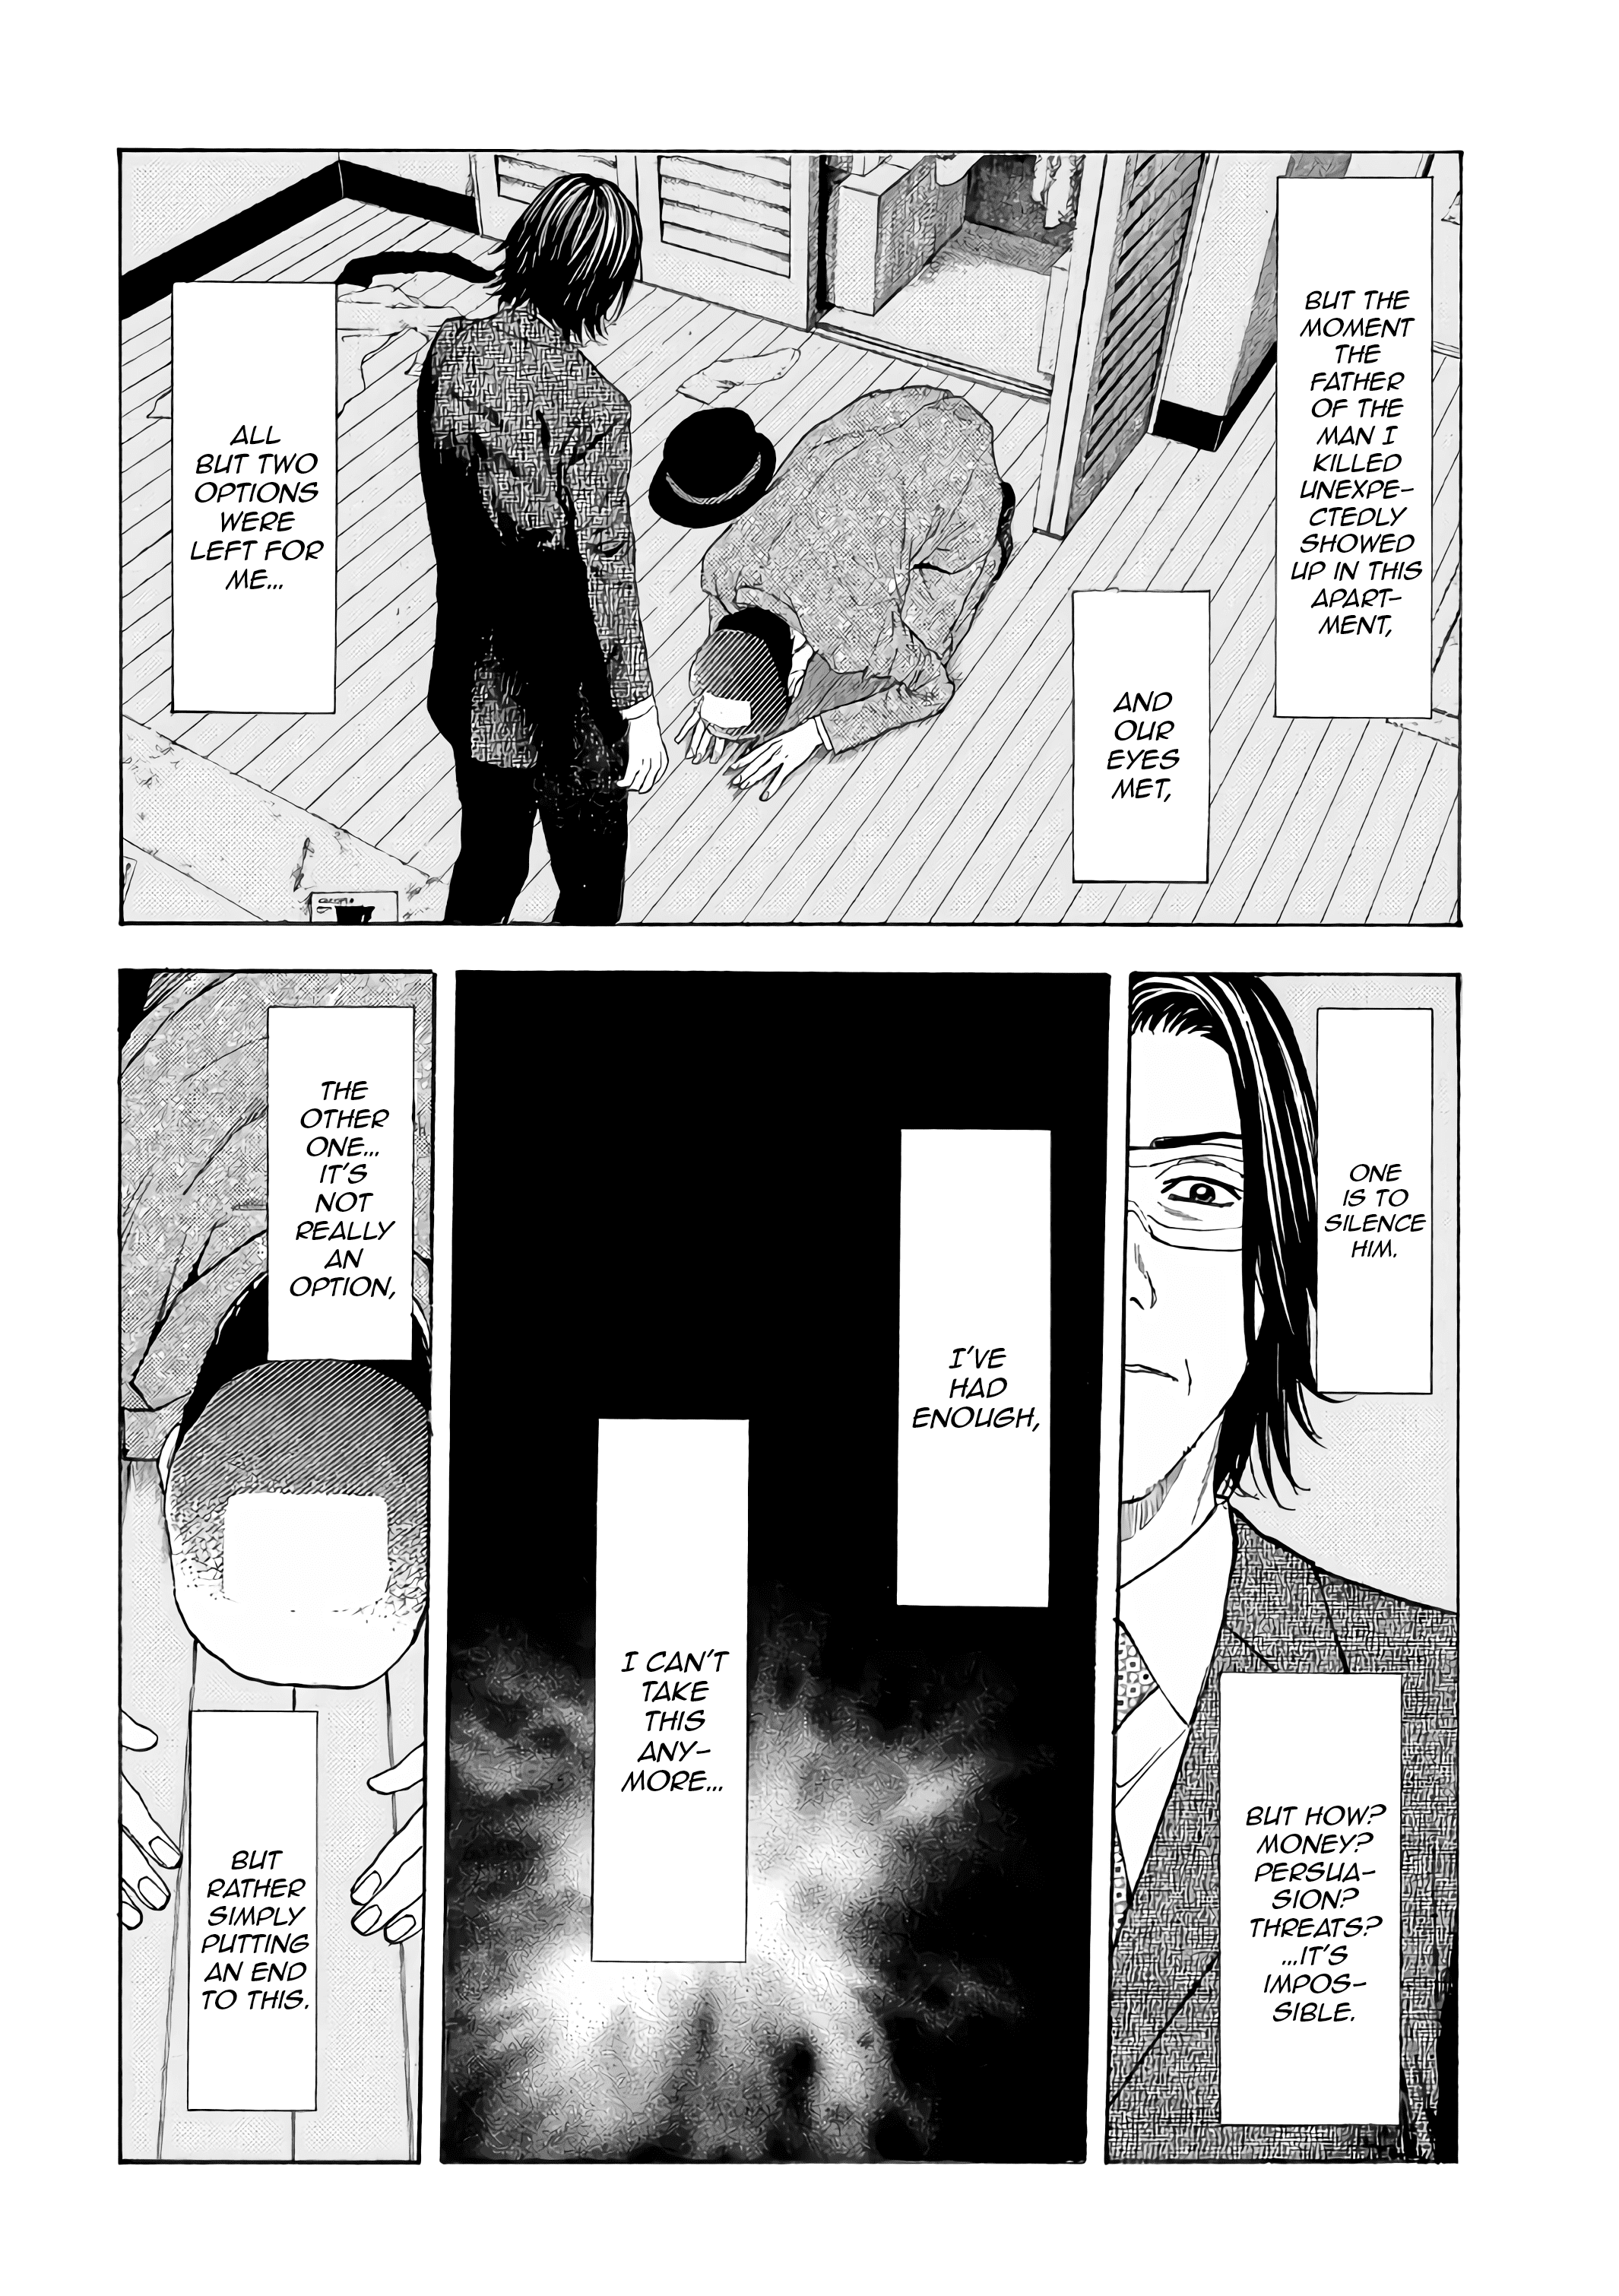 BUT THE
MOMENT
THE
FATHER
OF THE
MAN I
KILLED
UNEXPE-
CTEDLY
SHOWED
UP IN THIS
APART-
MENT,
AND
OUR
EYES
MET,
ALL
BUT TWO
OPTIONS
WERE
LEFT FOR
ME...
ONE
IS TO
SILENCE
HIM.
BUT HOW?
MONEY?
PERSUA-
SION?
THREATS?
...IT'S
IMPOS-
SIBLE.
I'VE
HAD
ENOUGH,
I CAN'T
TAKE
THIS
ANY-
MORE...
THE
OTHER
ONE...
IT'S
NOT
REALLY
AN
OPTION,
BUT
RATHER
SIMPLY
PUTTING
AN END
TO THIS.